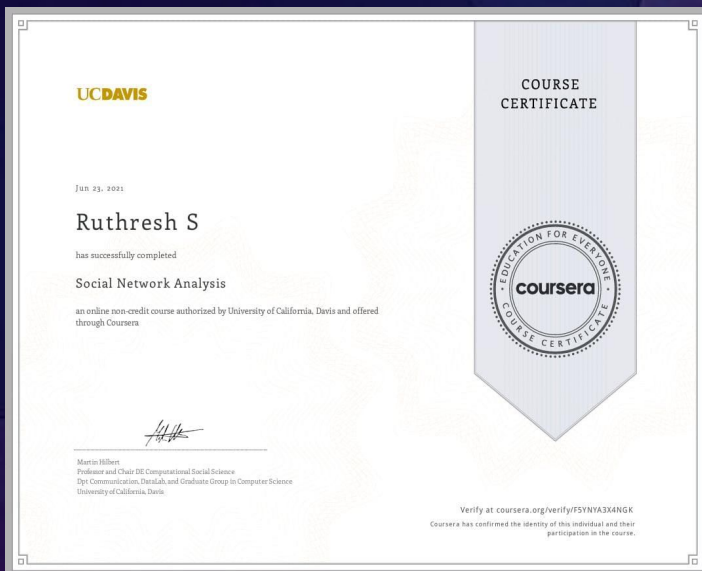 UCDAVIS
COURSE
CERTIFICATE
Jun 23, 2021
Ruthresh S
has successfully completed
Social Network Analysis
an online non-credit course authorized by University of California, Davis and offered
through Coursera
EDUCATION FOR EVERYONE
coursera
COURSE CERTIFICATE
Martin Hilbert
Professor and Chair DE Computational Social Science
Dpt Communication, DataLab, and Graduate Group in Computer Science
University of California, Davis
Verify at coursera.org/verify/F5YNYA3X4NGK
Coursera has confirmed the identity of this individual and their
participation in the course.